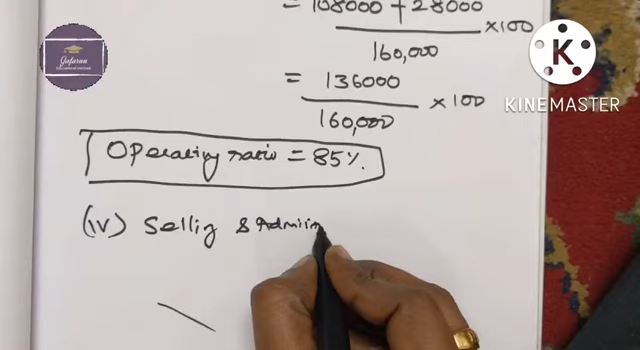 = 108000 + 28000
160,000
×100
= 136000
160,000
× 100
Operating ratio = 85%.
(iv) Selling & Admin
KINEMASTER